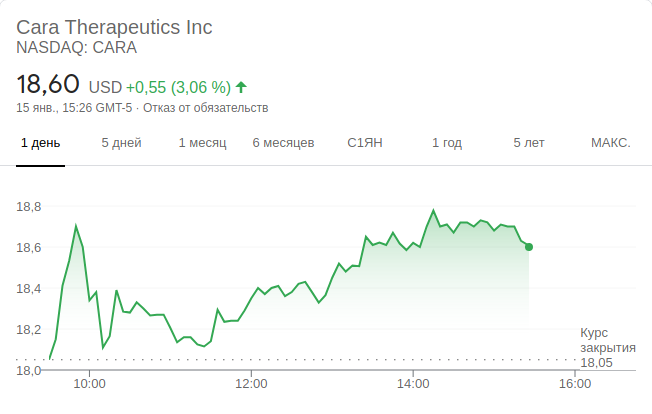 Cara Therapeutics Inc
NASDAQ: CARA
18,60 USD +0,55 (3,06 %)
15 янв., 15:26 GMT-5 · Отказ от обязательств
1 день 5 дней 1 месяц 6 месяцев С1ЯН 1 год 5 лет МАКС.
18,8
18,6
18,4
18,2
18,0
Курс
закрытия
18,05
10:00 12:00 14:00 16:00